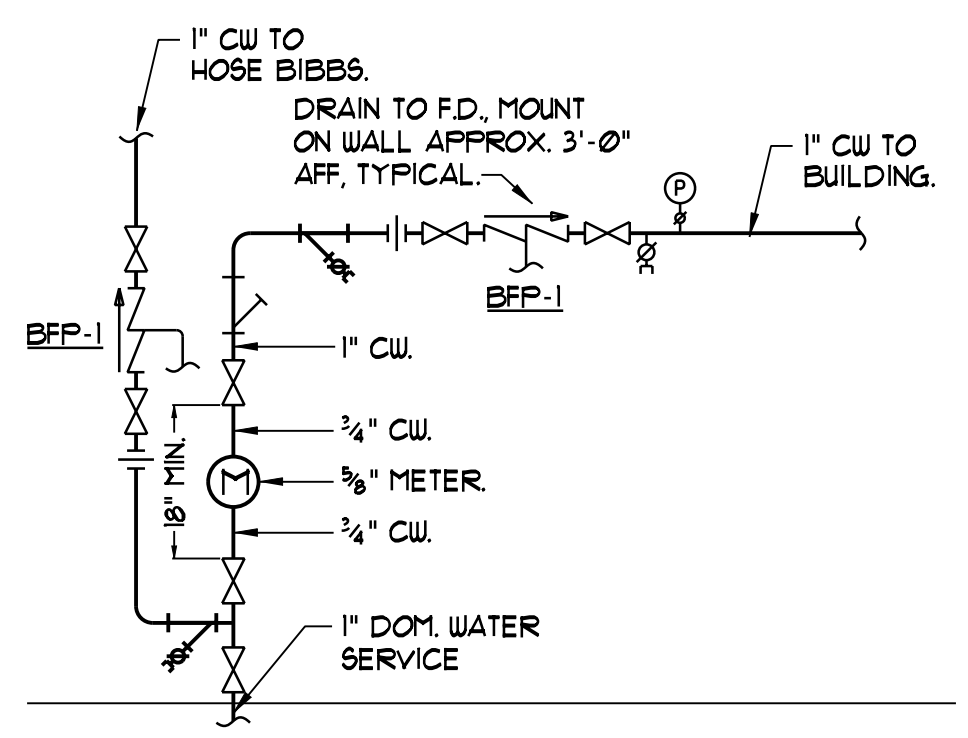 1" CW TO
HOSE BIBBS.
DRAIN TO F.D., MOUNT
ON WALL APPROX. 3'-0"
AFF, TYPICAL.
1" CW TO
BUILDING.
P
BFP-1
BFP-1
1" CW.
3/4" CW.
18" MIN.
M
5/8" METER.
3/4" CW.
1" DOM. WATER
SERVICE